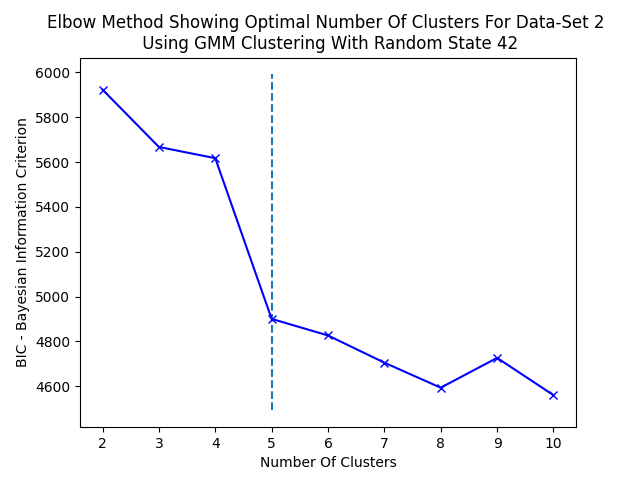 Elbow Method Showing Optimal Number Of Clusters For Data-Set 2
Using GMM Clustering With Random State 42
BIC - Bayesian Information Criterion
6000
5800
5600
5400
5200
5000
4800
4600
2 3 4 5 6 7 8 9 10
Number Of Clusters